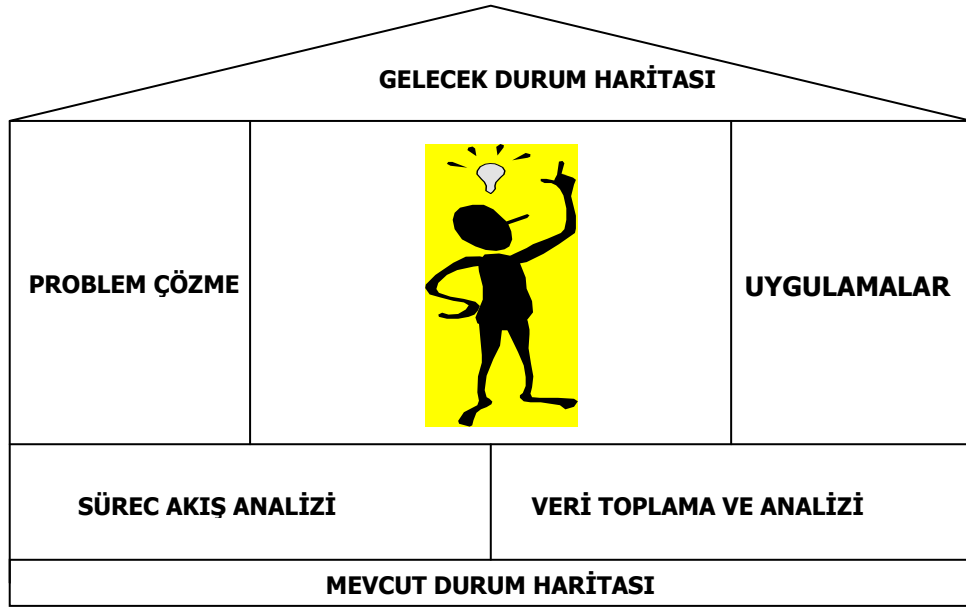 GELECEK DURUM HARİTASI
PROBLEM ÇÖZME
UYGULAMALAR
SÜREC AKIŞ ANALİZİ
VERİ TOPLAMA VE ANALİZİ
MEVCUT DURUM HARİTASI